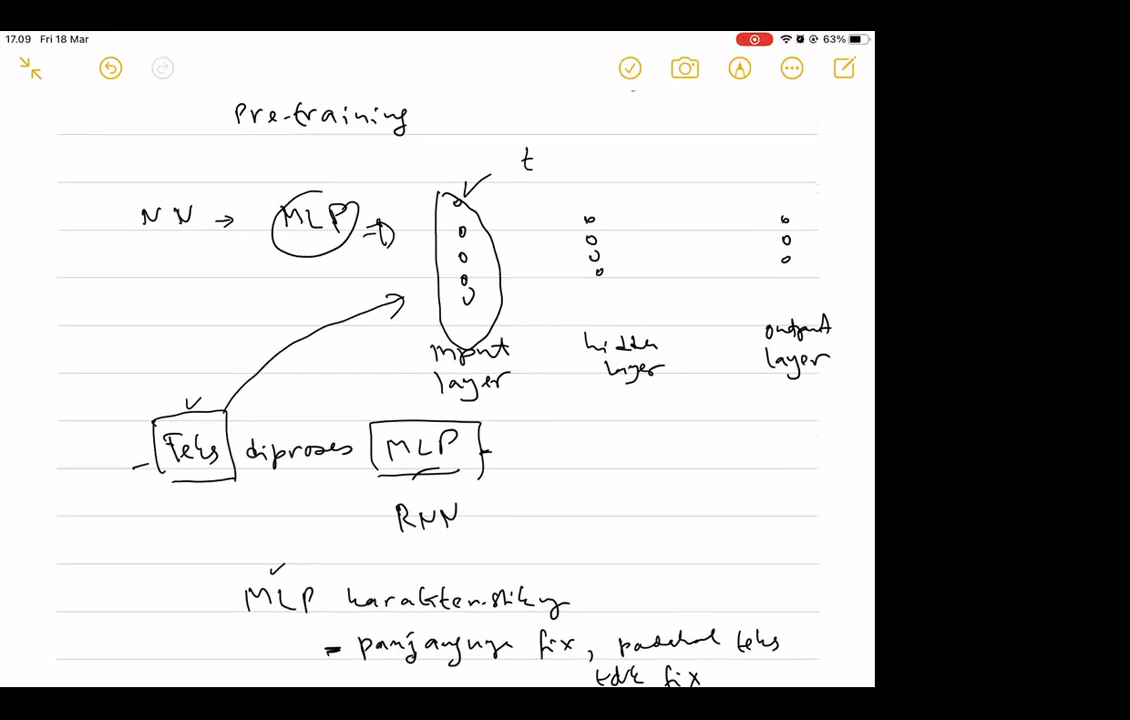 17.09 Fri 18 Mar
63%
Pre-training
t
NN → MLP ⇒
input layer
hidden layer
output layer
Teks diproses MLP
RNN
MLP karakteristiknya
- panjangnya fix, padahal teks
tdk fix